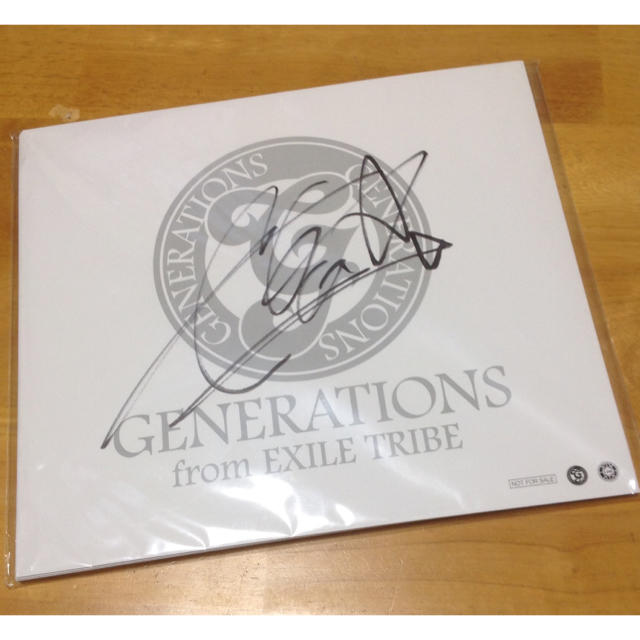 GENERATIONS GENERATIONS
G
GENERATIONS
from EXILE TRIBE
NOT FOR SALE